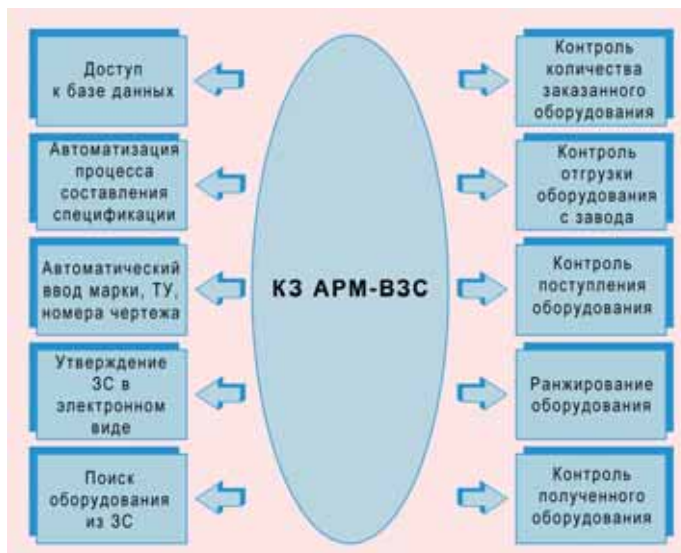 Доступ
к базе данных
Автоматизация
процесса
составления
спецификации
Автоматический
ввод марки, ТУ,
номера чертежа
Утверждение
ЗС в
электронном
виде
Поиск
оборудования
из ЗС
КЗ АРМ-ВЗС
Контроль
количества
заказанного
оборудования
Контроль
отгрузки
оборудования
с завода
Контроль
поступления
оборудования
Ранжирование
оборудования
Контроль
полученного
оборудования